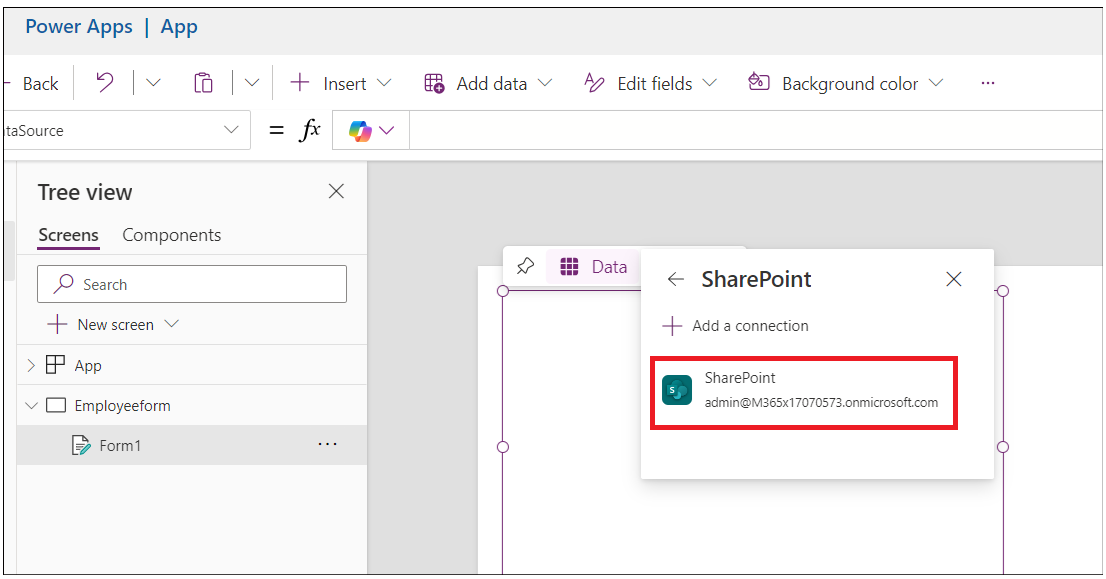 Power Apps | App
Back
Insert
Add data
Edit fields
Background color
...
taSource
= fx
Tree view
Screens
Components
Search
New screen
App
Employeeform
Form1
...
Data
SharePoint
Add a connection
SharePoint
admin@M365x17070573.onmicrosoft.com